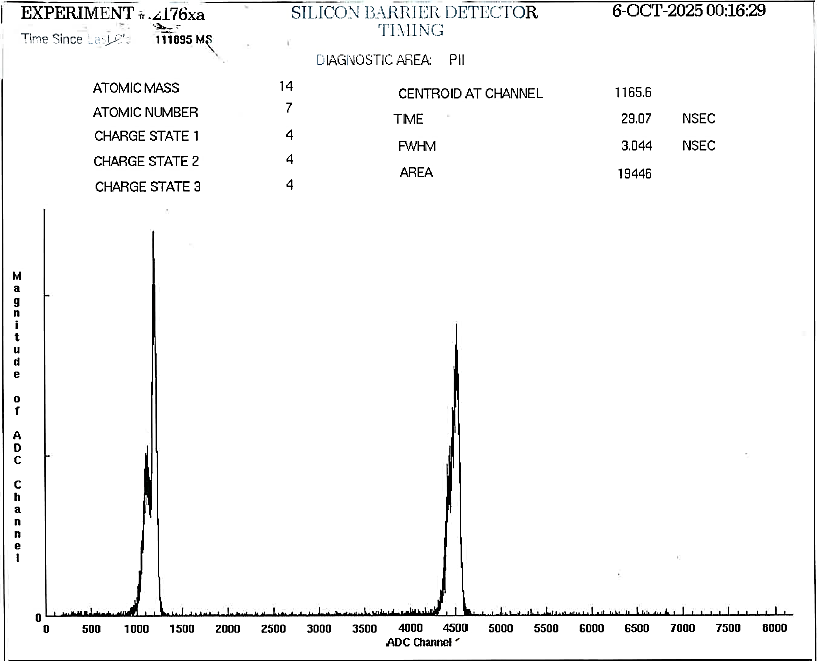 EXPERIMENT #.2176xa
SILICON BARRIER DETECTOR
TIMING
6-OCT-2025 00:16:29
Time Since 111895 MS
DIAGNOSTIC AREA: PII
ATOMIC MASS 14
ATOMIC NUMBER 7
CHARGE STATE 1 4
CHARGE STATE 2 4
CHARGE STATE 3 4
CENTROID AT CHANNEL 1165.6
TIME 29.07 NSEC
FWHM 3.044 NSEC
AREA 19446
Magnitude of ADC Channel
0
0 500 1000 1500 2000 2500 3000 3500 4000 4500 5000 5500 6000 6500 7000 7500 8000
ADC Channel